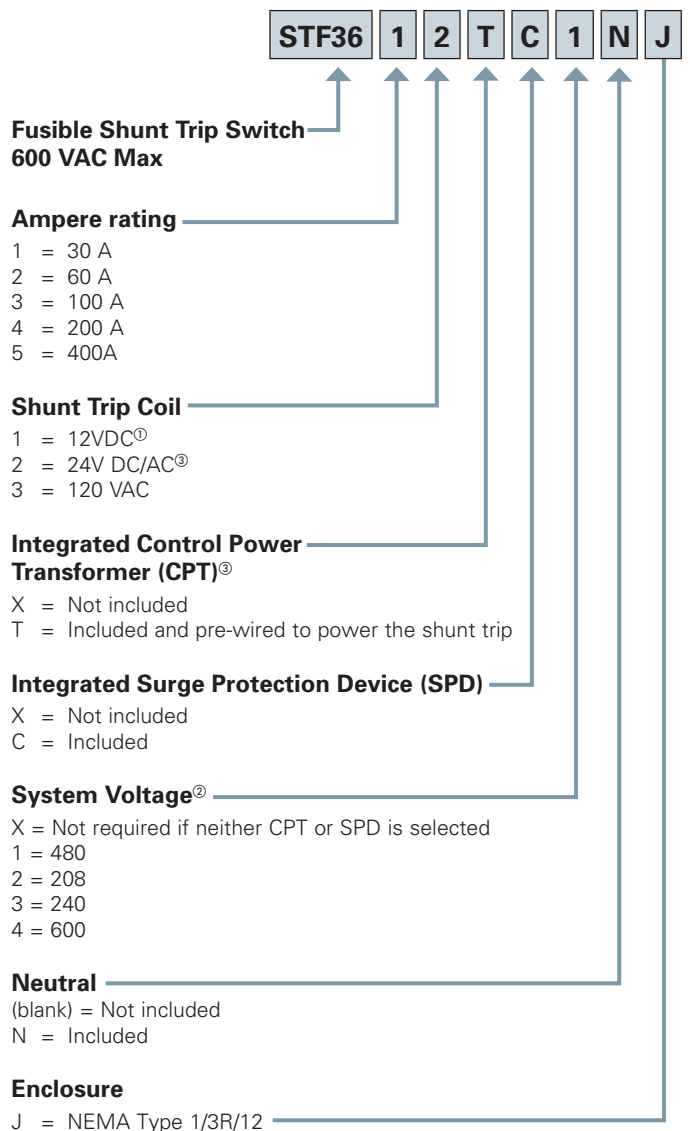 STF36 1 2 T C 1 N J
Fusible Shunt Trip Switch
600 VAC Max
Ampere rating
1 = 30 A
2 = 60 A
3 = 100 A
4 = 200 A
5 = 400A
Shunt Trip Coil
1 = 12VDC①
2 = 24V DC/AC③
3 = 120 VAC
Integrated Control Power
Transformer (CPT)③
X = Not included
T = Included and pre-wired to power the shunt trip
Integrated Surge Protection Device (SPD)
X = Not included
C = Included
System Voltage②
X = Not required if neither CPT or SPD is selected
1 = 480
2 = 208
3 = 240
4 = 600
Neutral
(blank) = Not included
N = Included
Enclosure
J = NEMA Type 1/3R/12